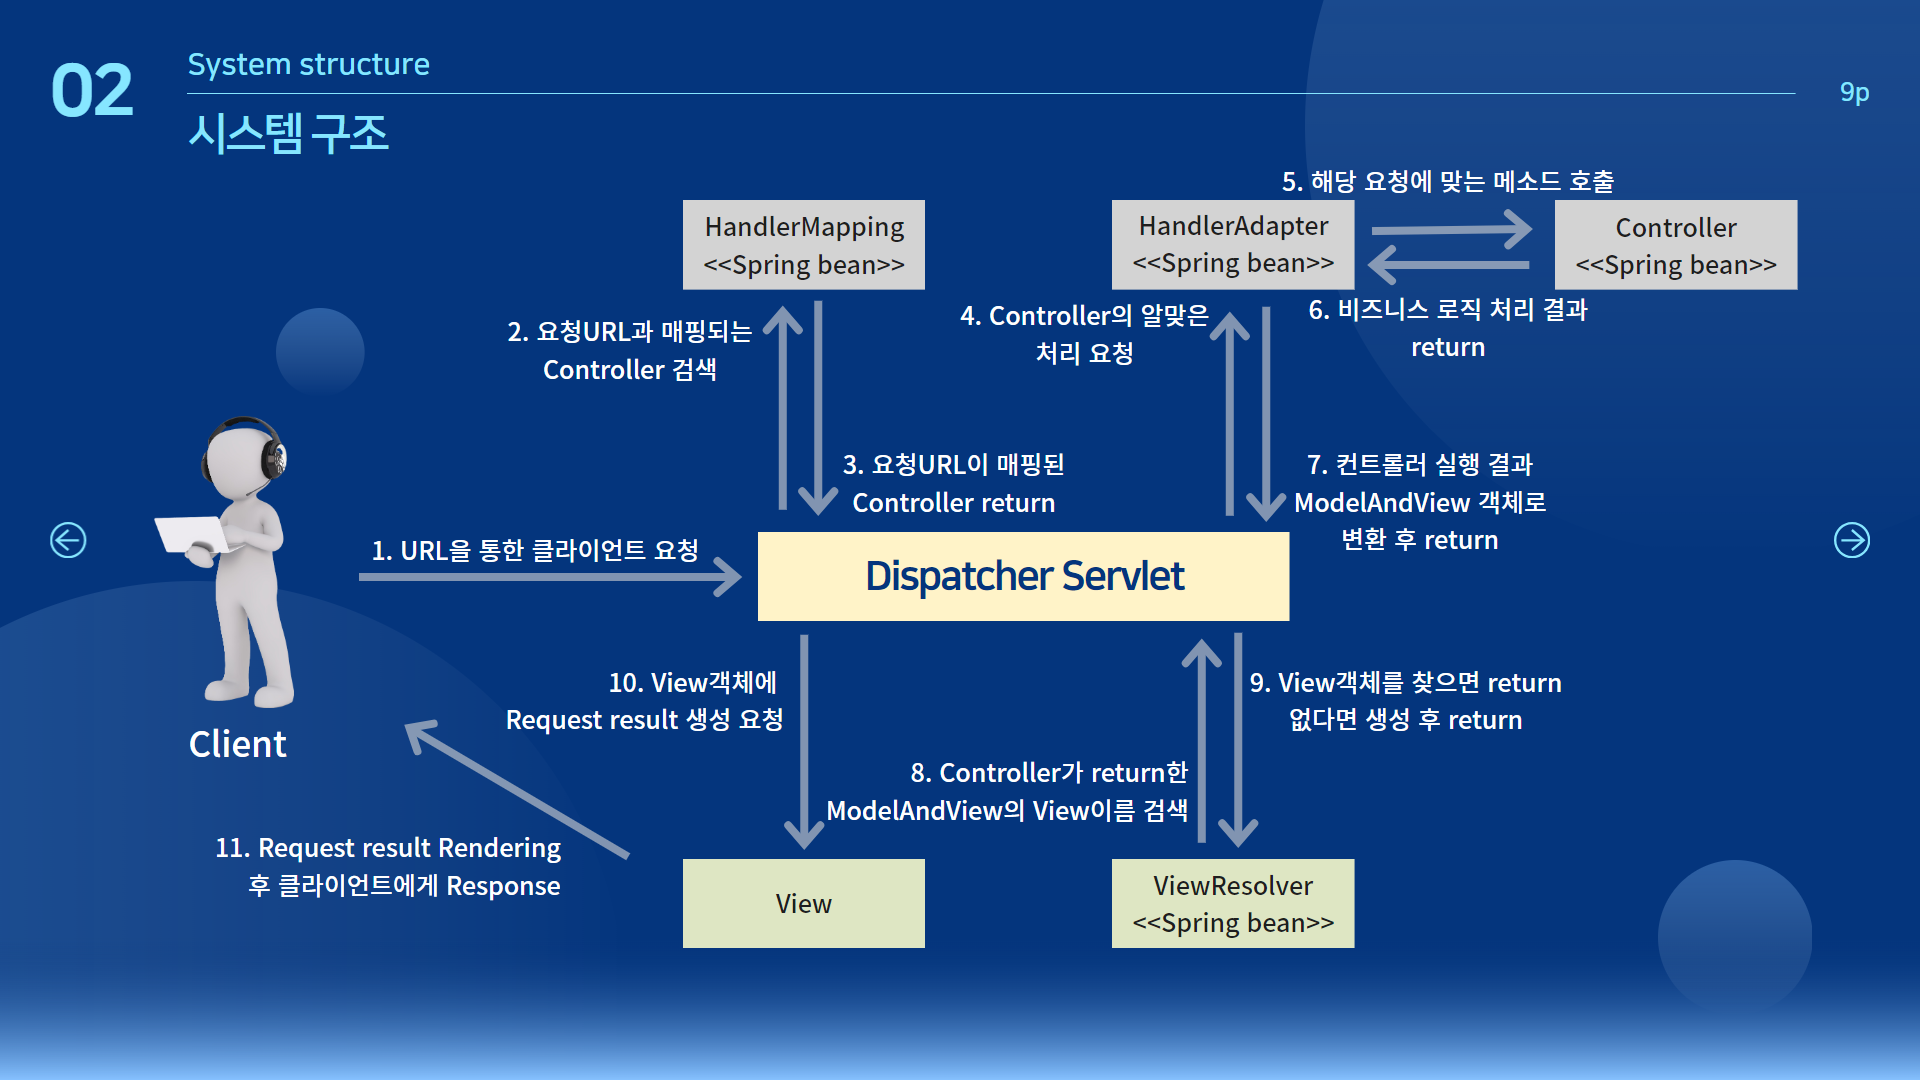 02
System structure
시스템 구조
9p
5. 해당 요청에 맞는 메소드 호출
HandlerMapping
<<Spring bean>>
HandlerAdapter
<<Spring bean>>
Controller
<<Spring bean>>
2. 요청URL과 매핑되는
Controller 검색
4. Controller의 알맞은
처리 요청
6. 비즈니스 로직 처리 결과
return
3. 요청URL이 매핑된
Controller return
7. 컨트롤러 실행 결과
ModelAndView 객체로
변환 후 return
1. URL을 통한 클라이언트 요청
Dispatcher Servlet
10. View객체에
Request result 생성 요청
9. View객체를 찾으면 return
없다면 생성 후 return
Client
8. Controller가 return한
ModelAndView의 View이름 검색
11. Request result Rendering
후 클라이언트에게 Response
View
ViewResolver
<<Spring bean>>